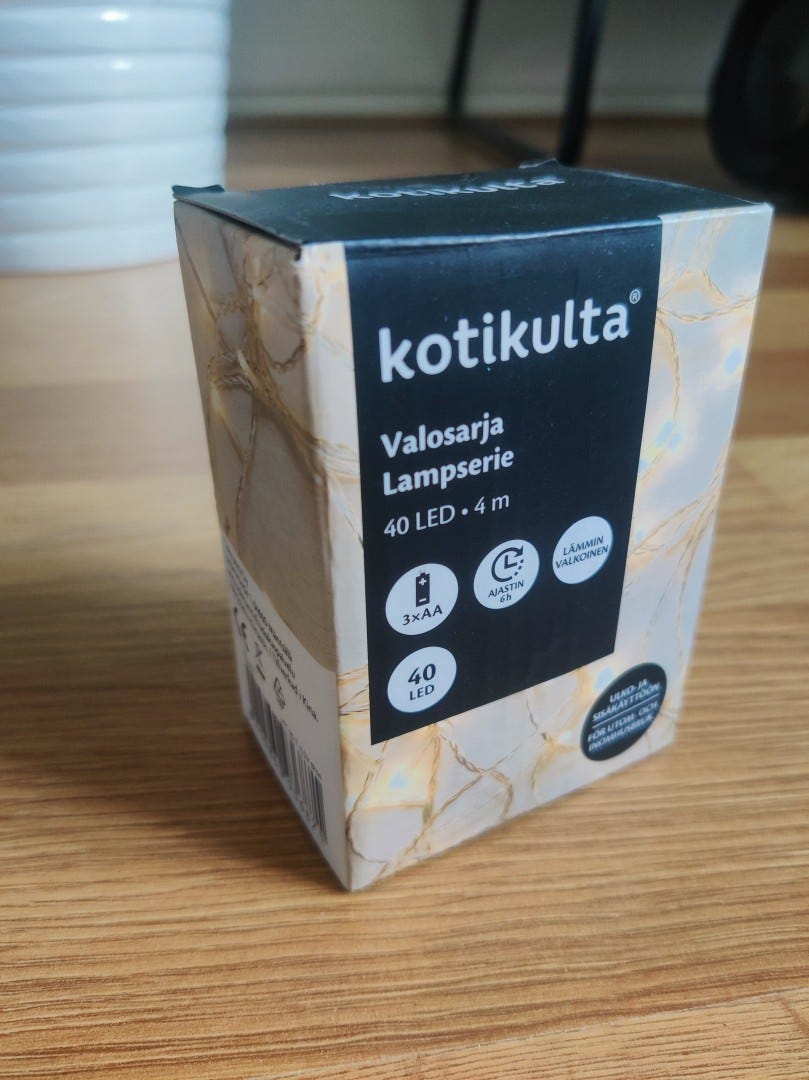 kotikulta
kotikulta®
Valosarja
Lampserie
40 LED • 4 m
3×AA
AJASTIN
6h
LÄMMIN
VALKOINEN
40
LED
ULKO- JA
SISÄKÄYTTÖÖN.
FÖR UTOM- OCH
INOMHUSBRUK.